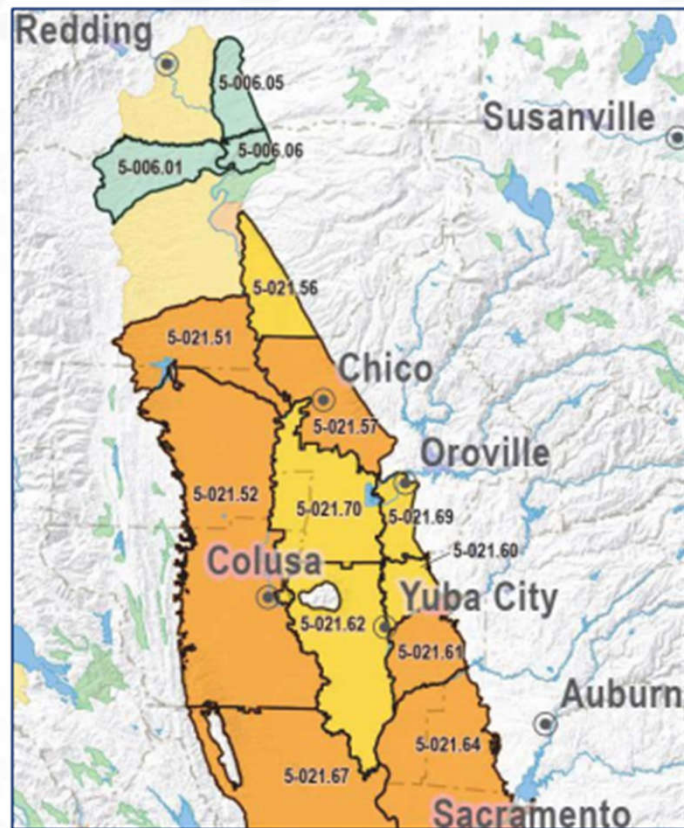 Redding
5-006.05
Susanville
5-006.06
5-006.01
5-021.56
5-021.51
Chico
5-021.57
Oroville
5-021.52
5-021.70
5-021.69
5-021.60
Colusa
Yuba City
5-021.62
5-021.61
Auburn
5-021.64
5-021.67
Sacramento